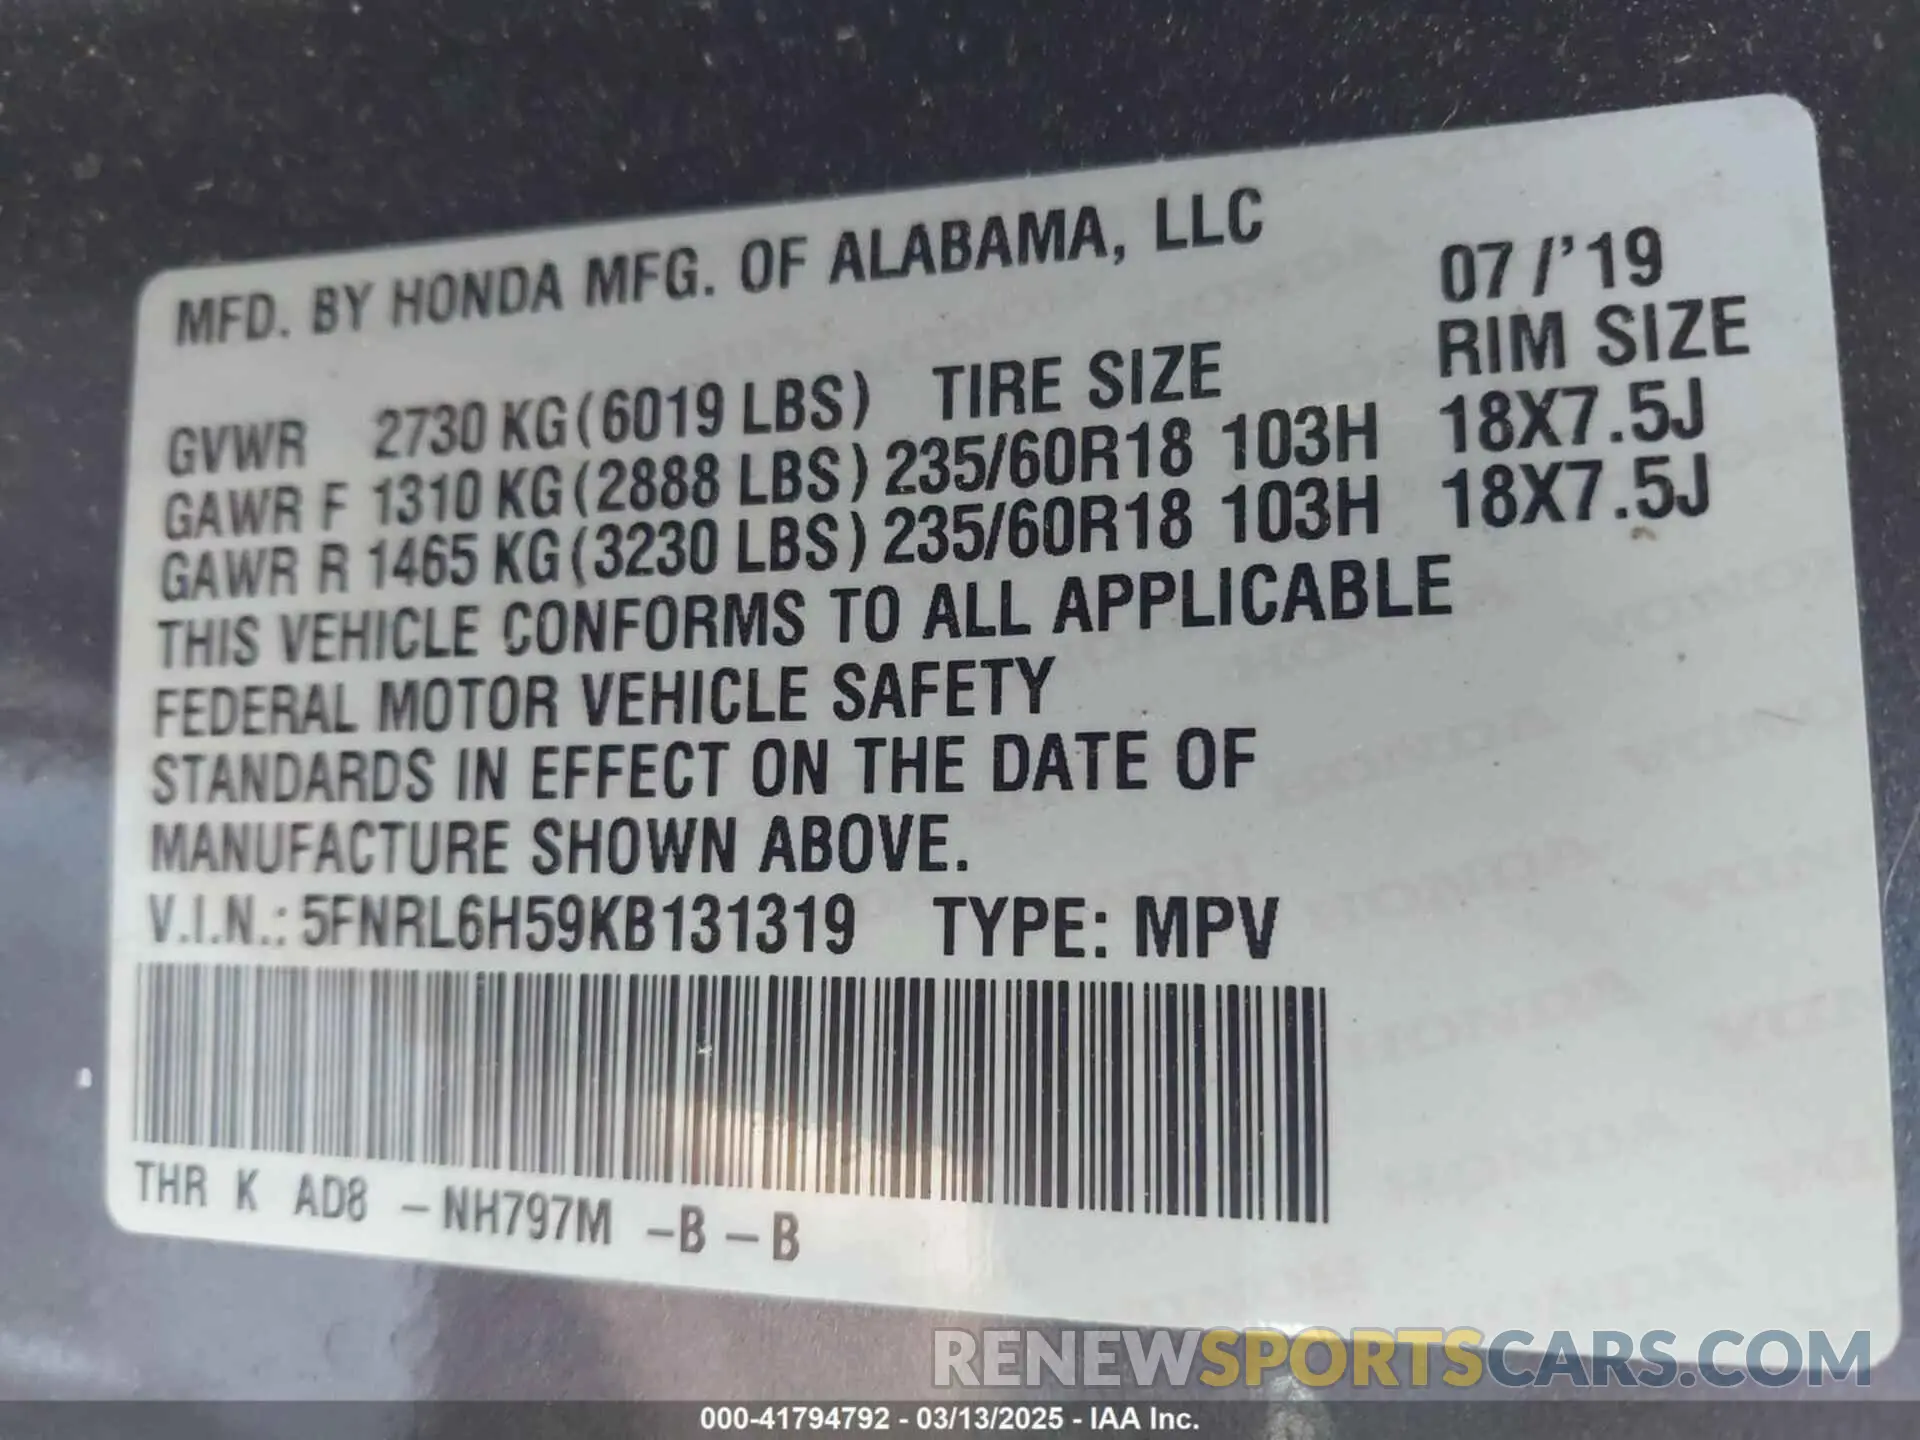 MFD. BY HONDA MFG. OF ALABAMA, LLC 07/'19
TIRE SIZE RIM SIZE
GVWR 2730 KG(6019 LBS)
GAWR F 1310 KG(2888 LBS) 235/60R18 103H 18X7.5J
GAWR R 1465 KG(3230 LBS) 235/60R18 103H 18X7.5J
THIS VEHICLE CONFORMS TO ALL APPLICABLE
FEDERAL MOTOR VEHICLE SAFETY
STANDARDS IN EFFECT ON THE DATE OF
MANUFACTURE SHOWN ABOVE.
V.I.N.: 5FNRL6H59KB131319 TYPE: MPV
THR K AD8 -NH797M -B-B
RENEWSPORTSCARS.COM
000-41794792 - 03/13/2025 - IAA Inc.